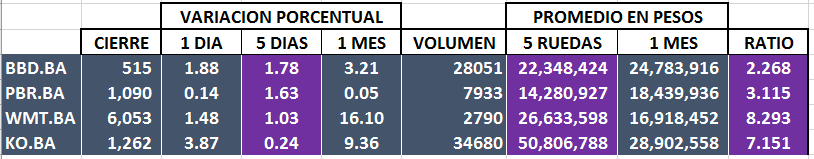 VARIACION PORCENTUAL PROMEDIO EN PESOS
CIERRE 1 DIA 5 DIAS 1 MES VOLUMEN 5 RUEDAS 1 MES RATIO
BBD.BA 515 1.88 1.78 3.21 28051 22,348,424 24,783,916 2.268
PBR.BA 1,090 0.14 1.63 0.05 7933 14,280,927 18,439,936 3.115
WMT.BA 6,053 1.48 1.03 16.10 2790 26,633,598 16,918,452 8.293
KO.BA 1,262 3.87 0.24 9.36 34680 50,806,788 28,902,558 7.151